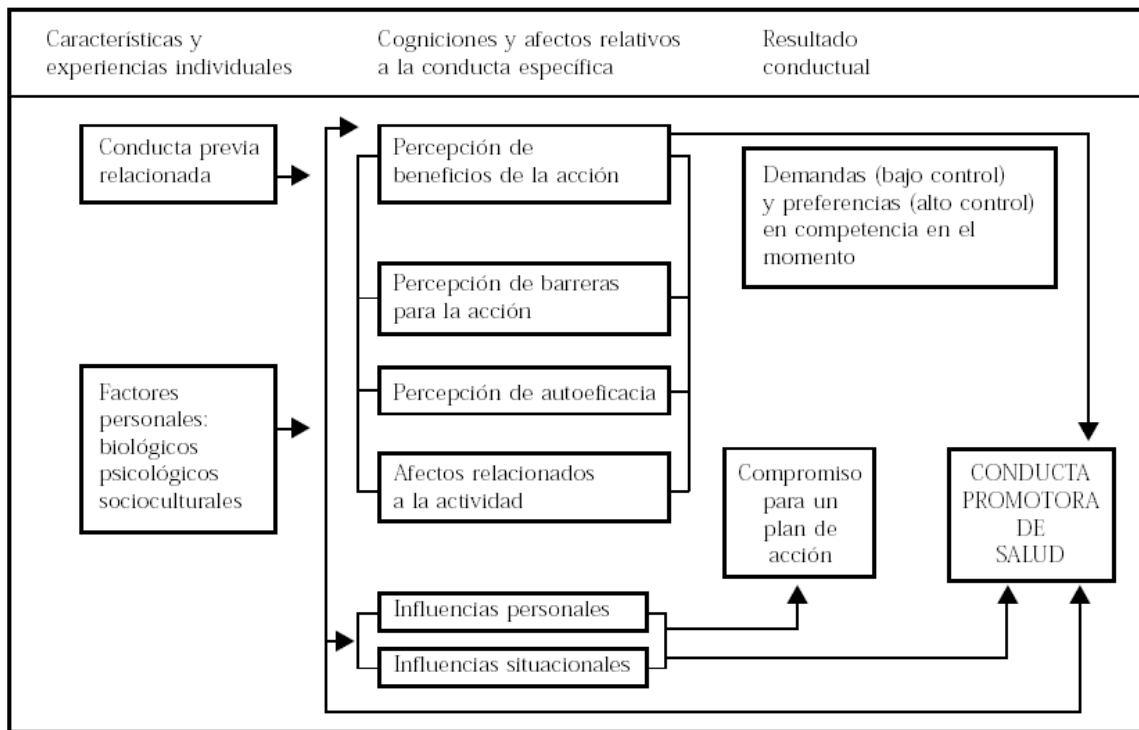 Características y
experiencias individuales
Cogniciones y afectos relativos
a la conducta específica
Resultado
conductual
Conducta previa
relacionada
Factores
personales:
biológicos
psicológicos
socioculturales
Percepción de
beneficios de la acción
Percepción de barreras
para la acción
Percepción de autoeficacia
Afectos relacionados
a la actividad
Influencias personales
Influencias situacionales
Demandas (bajo control)
y preferencias (alto control)
en competencia en el
momento
Compromiso
para un
plan de
acción
CONDUCTA
PROMOTORA
DE
SALUD